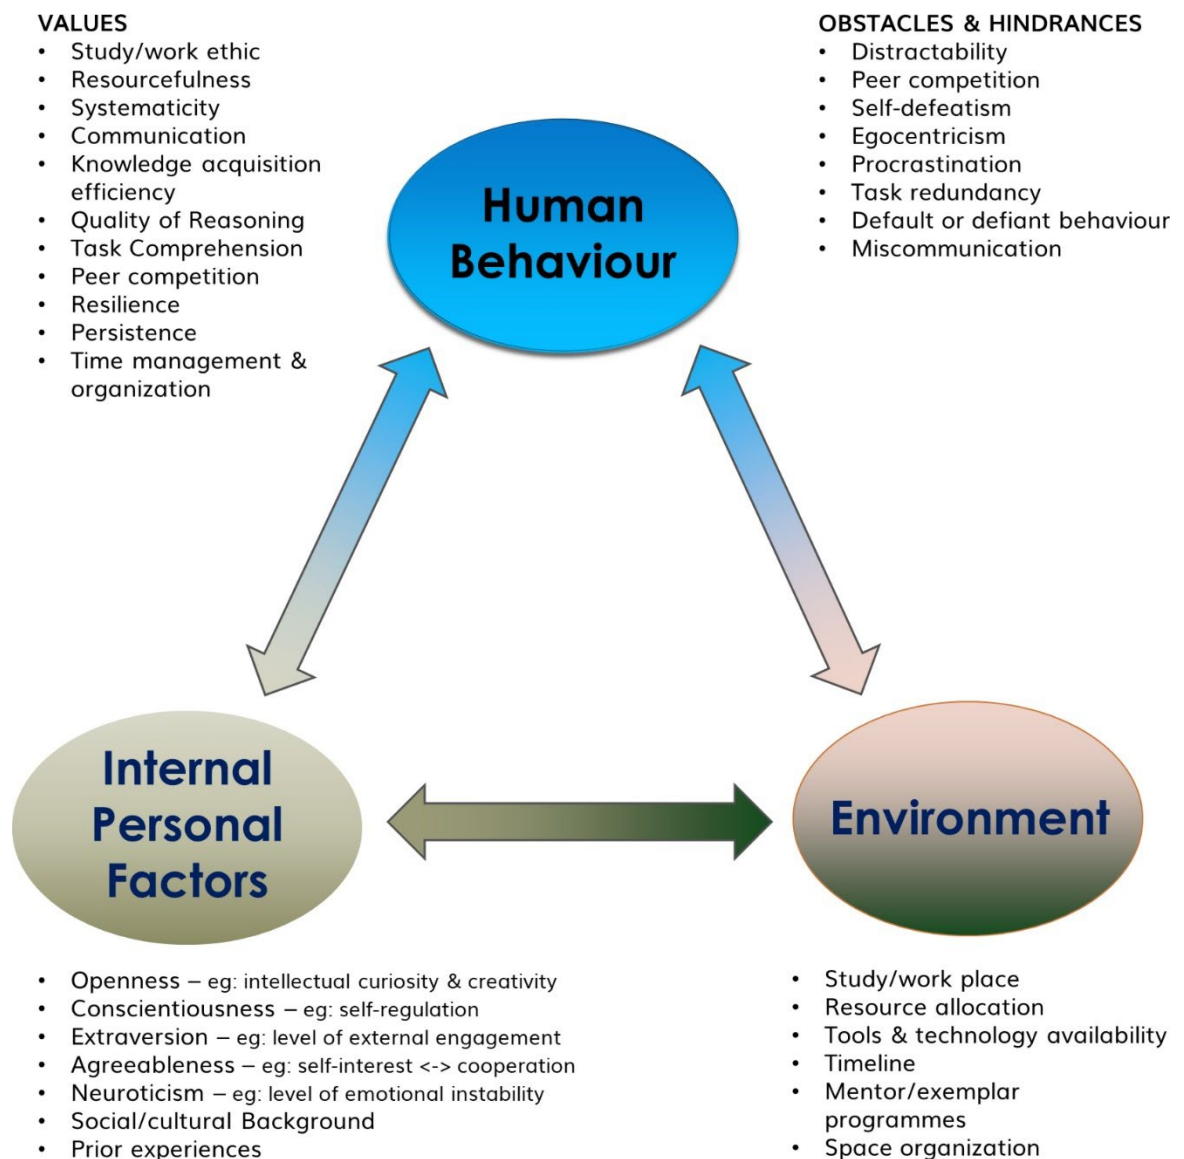 VALUES
• Study/work ethic
• Resourcefulness
• Systematicity
• Communication
• Knowledge acquisition
efficiency
• Quality of Reasoning
• Task Comprehension
• Peer competition
• Resilience
• Persistence
• Time management &
organization
OBSTACLES & HINDRANCES
• Distractability
• Peer competition
• Self-defeatism
• Egocentricism
• Procrastination
• Task redundancy
• Default or defiant behaviour
• Miscommunication
Human
Behaviour
Internal
Personal
Factors
Environment
• Openness – eg: intellectual curiosity & creativity
• Conscientiousness – eg: self-regulation
• Extraversion – eg: level of external engagement
• Agreeableness – eg: self-interest <-> cooperation
• Neuroticism – eg: level of emotional instability
• Social/cultural Background
• Prior experiences
• Study/work place
• Resource allocation
• Tools & technology availability
• Timeline
• Mentor/exemplar
programmes
• Space organization